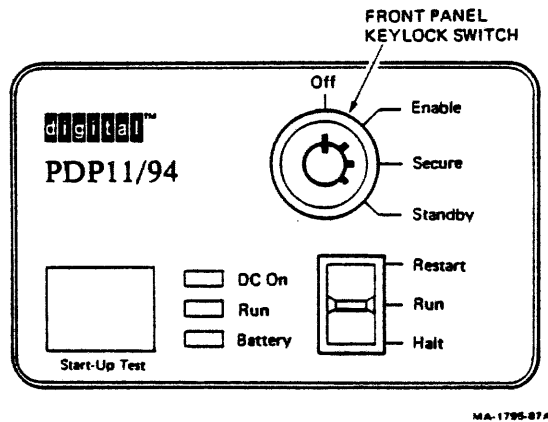 FRONT PANEL
KEYLOCK SWITCH
Off
Enable
Secure
Standby
digital™
PDP11/94
Restart
Run
Halt
DC On
Run
Battery
Start-Up Test
MA-1795-87A